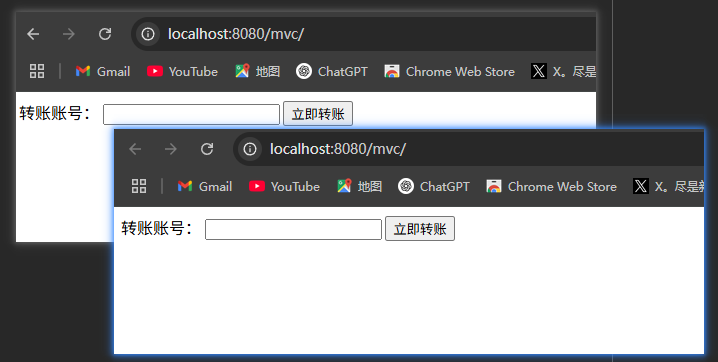 localhost:8080/mvc/
Gmail YouTube 地图 ChatGPT Chrome Web Store X。尽是
转账账号： 立即转账
localhost:8080/mvc/
Gmail YouTube 地图 ChatGPT Chrome Web Store X。尽是新
转账账号： 立即转账